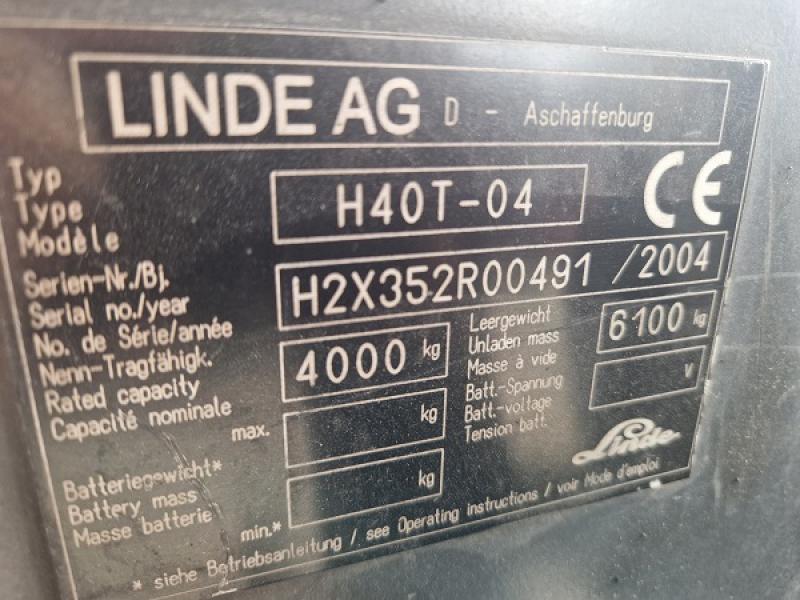 LINDE AG D - Aschaffenburg
Typ
Type
Modèle
H40T-04
CE
Serien-Nr./Bj.
Serial no./year
No. de Série/année
H2X352R00491 / 2004
Nenn-Tragfähigk.
Rated capacity
Capacité nominale
4000 kg
Leergewicht
Unladen mass
Masse à vide
6100 kg
Batt.-Spannung
Batt.-voltage
Tension batt.
V
max. kg
Batteriegewicht*
Battery mass
Masse batterie
min.* kg
Linde
* siehe Betriebsanleitung / see Operating instructions / voir Mode d'emploi